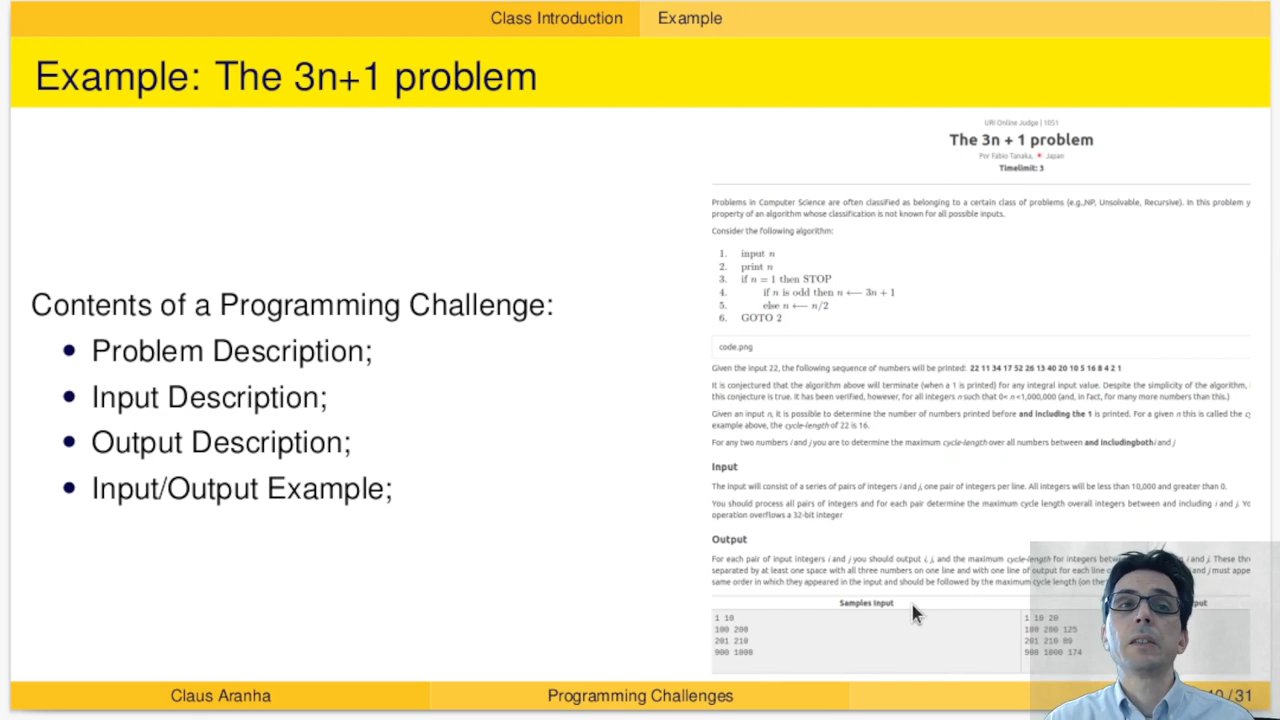 Class Introduction Example
Example: The 3n+1 problem
Contents of a Programming Challenge:
Problem Description;
Input Description;
Output Description;
Input/Output Example;
URI Online Judge | 1051
The 3n + 1 problem
Por Fabio Tanaka, Japan
Timelimit: 3
Problems in Computer Science are often classified as belonging to a certain class of problems (e.g.,NP, Unsolvable, Recursive). In this problem y
property of an algorithm whose classification is not known for all possible inputs.
Consider the following algorithm:
1. input n
2. print n
3. if n = 1 then STOP
4. if n is odd then n ⟵ 3n + 1
5. else n ⟵ n/2
6. GOTO 2
code.png
Given the input 22, the following sequence of numbers will be printed: 22 11 34 17 52 26 13 40 20 10 5 16 8 4 2 1
It is conjectured that the algorithm above will terminate (when a 1 is printed) for any integral input value. Despite the simplicity of the algorithm,
this conjecture is true. It has been verified, however, for all integers n such that 0< n <1,000,000 (and, in fact, for many more numbers than this.)
Given an input n, it is possible to determine the number of numbers printed before and including the 1 is printed. For a given n this is called the
example above, the cycle-length of 22 is 16.
For any two numbers i and j you are to determine the maximum cycle-length over all numbers between and includingboth i and j
Input
The input will consist of a series of pairs of integers i and j, one pair of integers per line. All integers will be less than 10,000 and greater than 0.
You should process all pairs of integers and for each pair determine the maximum cycle length overall integers between and including i and j. Yo
operation overflows a 32-bit integer
Output
For each pair of input integers i and j you should output i, j, and the maximum cycle-length for integers betw i and j. These thr
separated by at least one space with all three numbers on one line and with one line of output for each line and j must appe
same order in which they appeared in the input and should be followed by the maximum cycle length (on the
Samples Input
1 10
100 200
201 210
900 1000
1 10 20
100 200 125
201 210 89
900 1000 174
Claus Aranha Programming Challenges /31